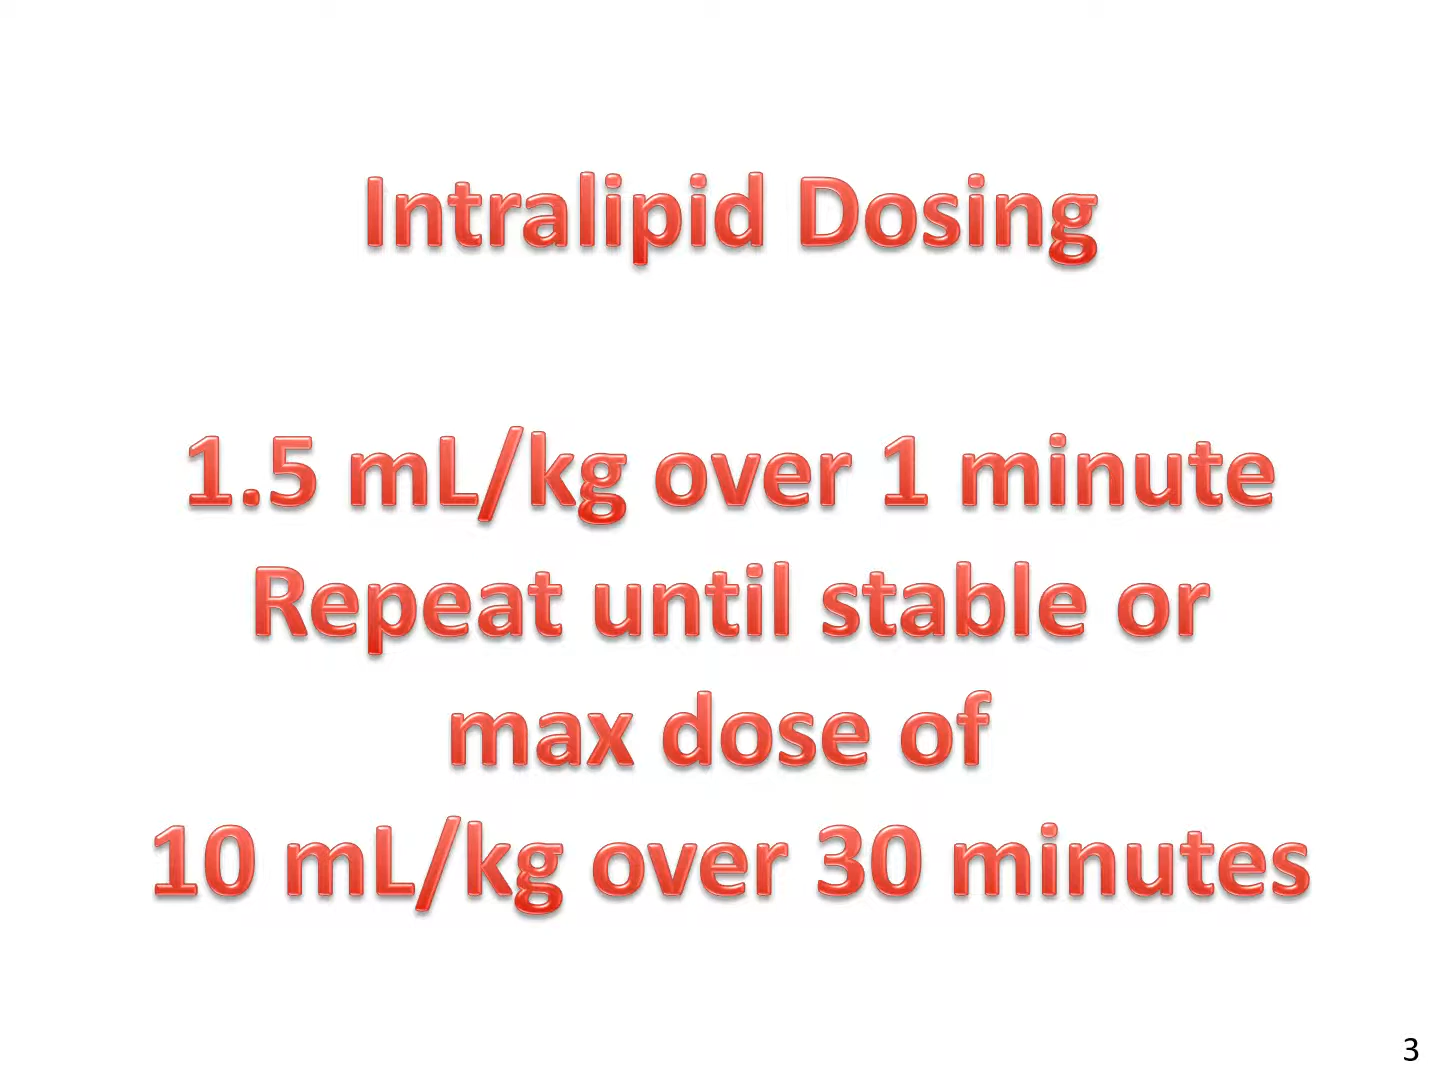 Intralipid Dosing
1.5 mL/kg over 1 minute
Repeat until stable or
max dose of
10 mL/kg over 30 minutes
3